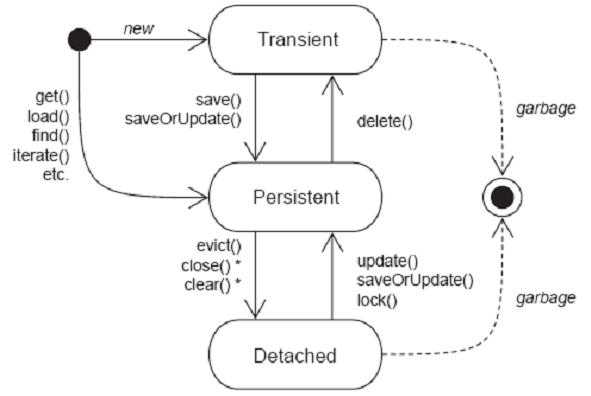 new
Transient
get()
load()
find()
iterate()
etc.
save()
saveOrUpdate()
delete()
garbage
Persistent
evict()
close() *
clear() *
update()
saveOrUpdate()
lock()
garbage
Detached